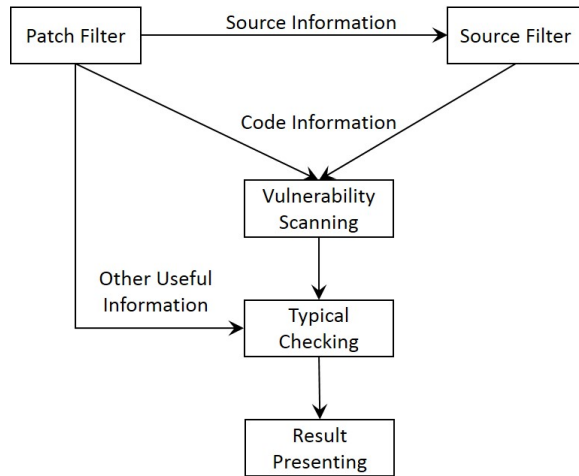 Patch Filter
Source Information
Source Filter
Code Information
Vulnerability
Scanning
Other Useful
Information
Typical
Checking
Result
Presenting